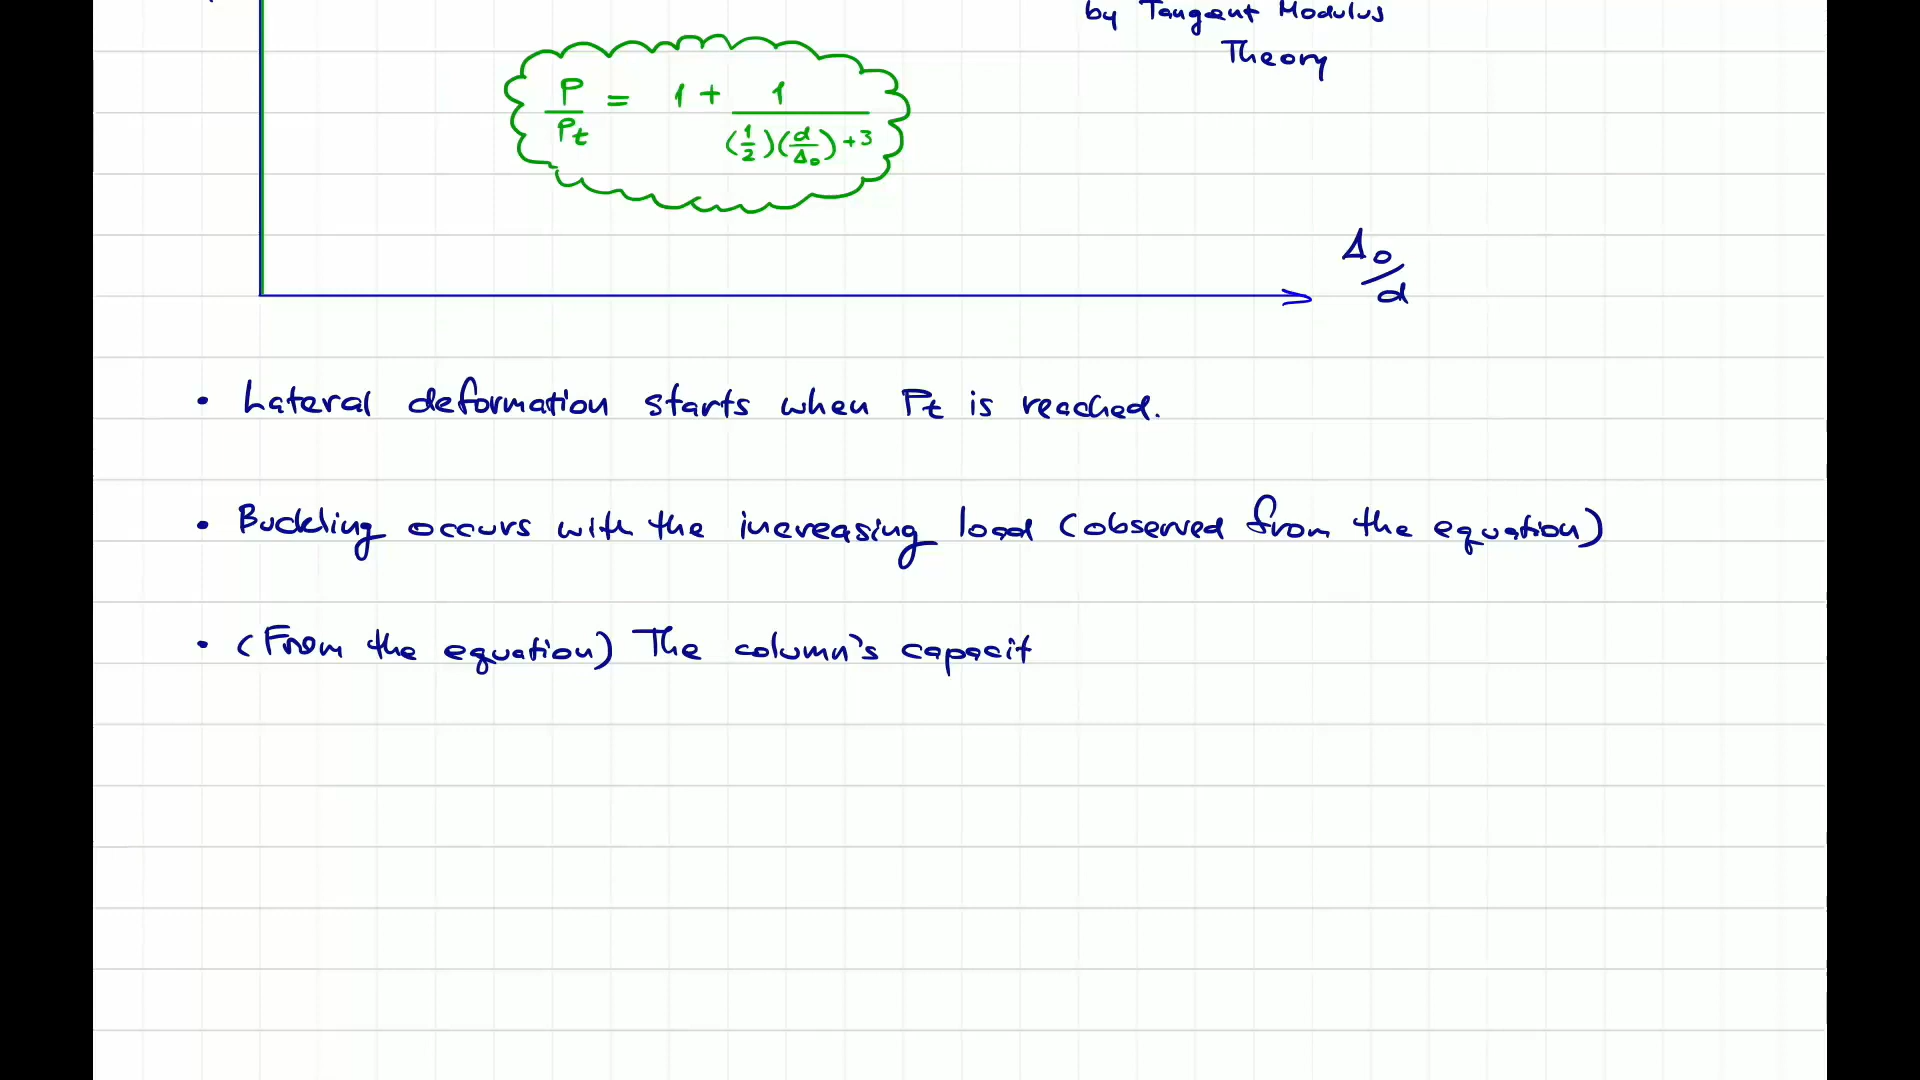 by Tangent Modulus
Theory
P/Pt = 1 + 1/((1/2)(d/Δo)+3)
Δo/d
• Lateral deformation starts when Pt is reached.
• Buckling occurs with the increasing load (observed from the equation)
• (From the equation) The column's capacit